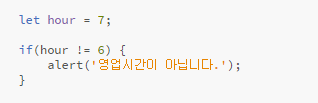 let hour = 7;
if(hour != 6) {
    alert('영업시간이 아닙니다.');
}